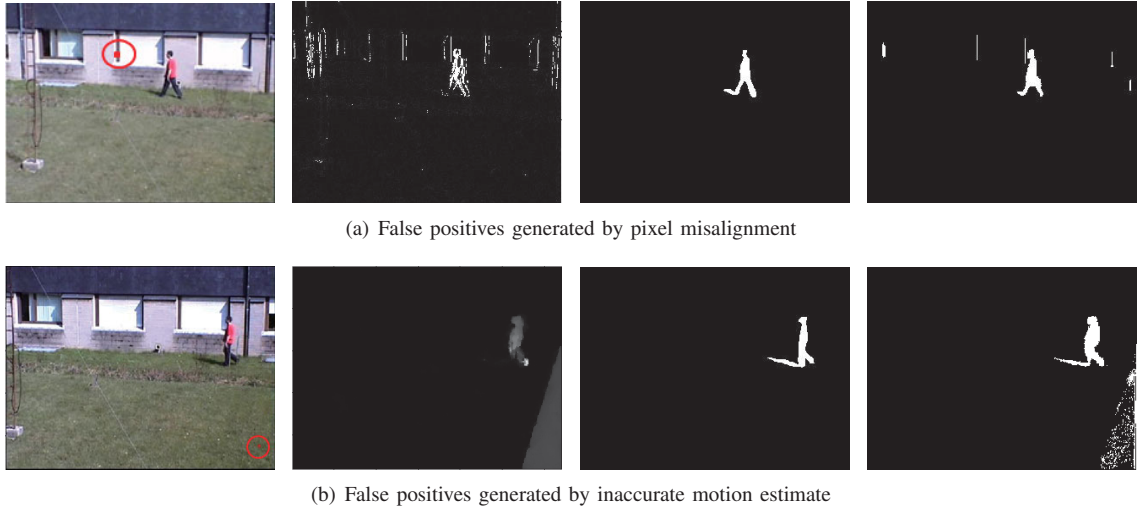 (a) False positives generated by pixel misalignment
(b) False positives generated by inaccurate motion estimate